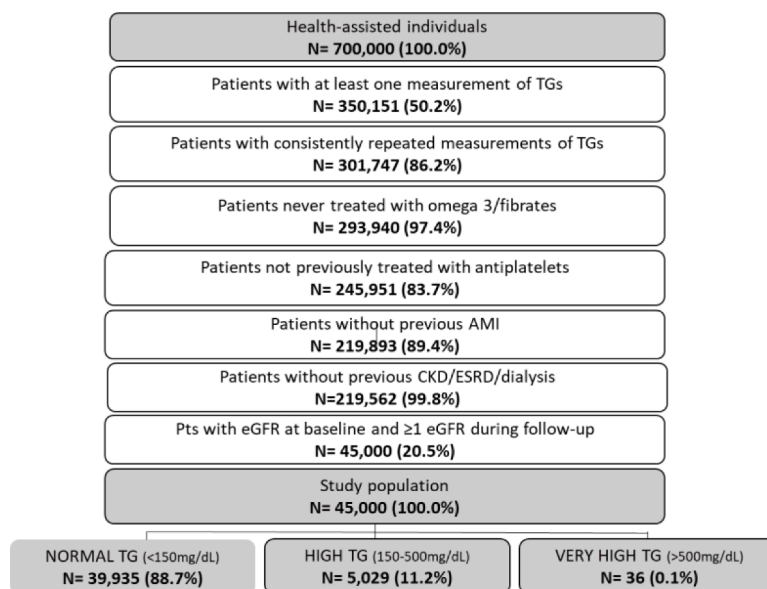 Health-assisted individuals
N= 700,000 (100.0%)
Patients with at least one measurement of TGs
N= 350,151 (50.2%)
Patients with consistently repeated measurements of TGs
N= 301,747 (86.2%)
Patients never treated with omega 3/fibrates
N= 293,940 (97.4%)
Patients not previously treated with antiplatelets
N= 245,951 (83.7%)
Patients without previous AMI
N= 219,893 (89.4%)
Patients without previous CKD/ESRD/dialysis
N=219,562 (99.8%)
Pts with eGFR at baseline and ≥1 eGFR during follow-up
N= 45,000 (20.5%)
Study population
N= 45,000 (100.0%)
NORMAL TG (<150mg/dL)
N= 39,935 (88.7%)
HIGH TG (150-500mg/dL)
N= 5,029 (11.2%)
VERY HIGH TG (>500mg/dL)
N= 36 (0.1%)